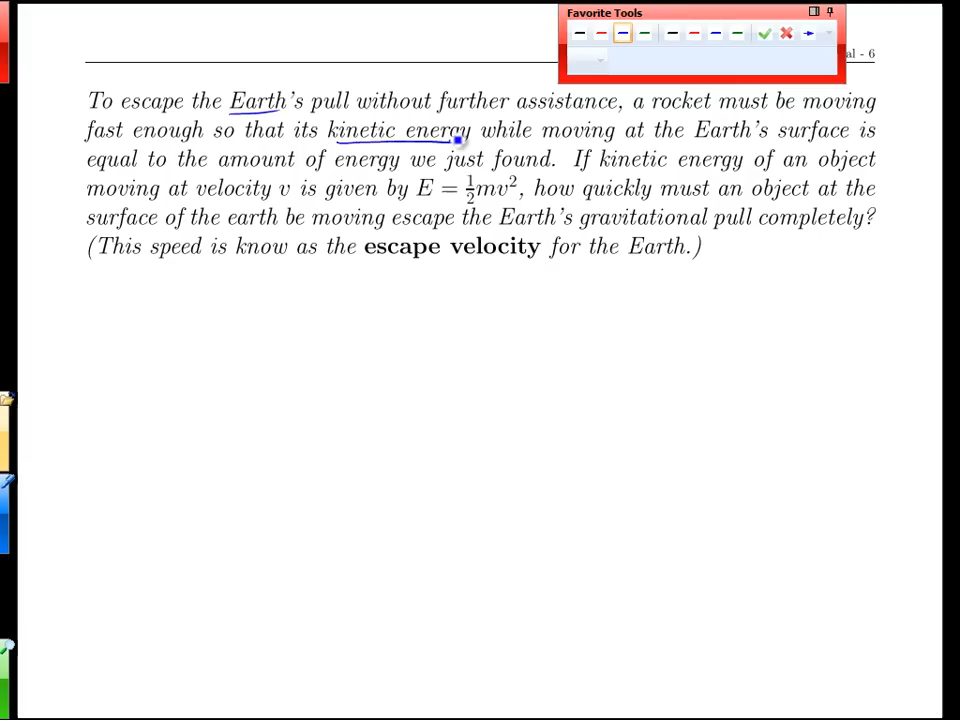 Favorite Tools
al - 6
To escape the Earth's pull without further assistance, a rocket must be moving
fast enough so that its kinetic energy while moving at the Earth's surface is
equal to the amount of energy we just found. If kinetic energy of an object
moving at velocity v is given by E = ½mv², how quickly must an object at the
surface of the earth be moving escape the Earth's gravitational pull completely?
(This speed is know as the escape velocity for the Earth.)